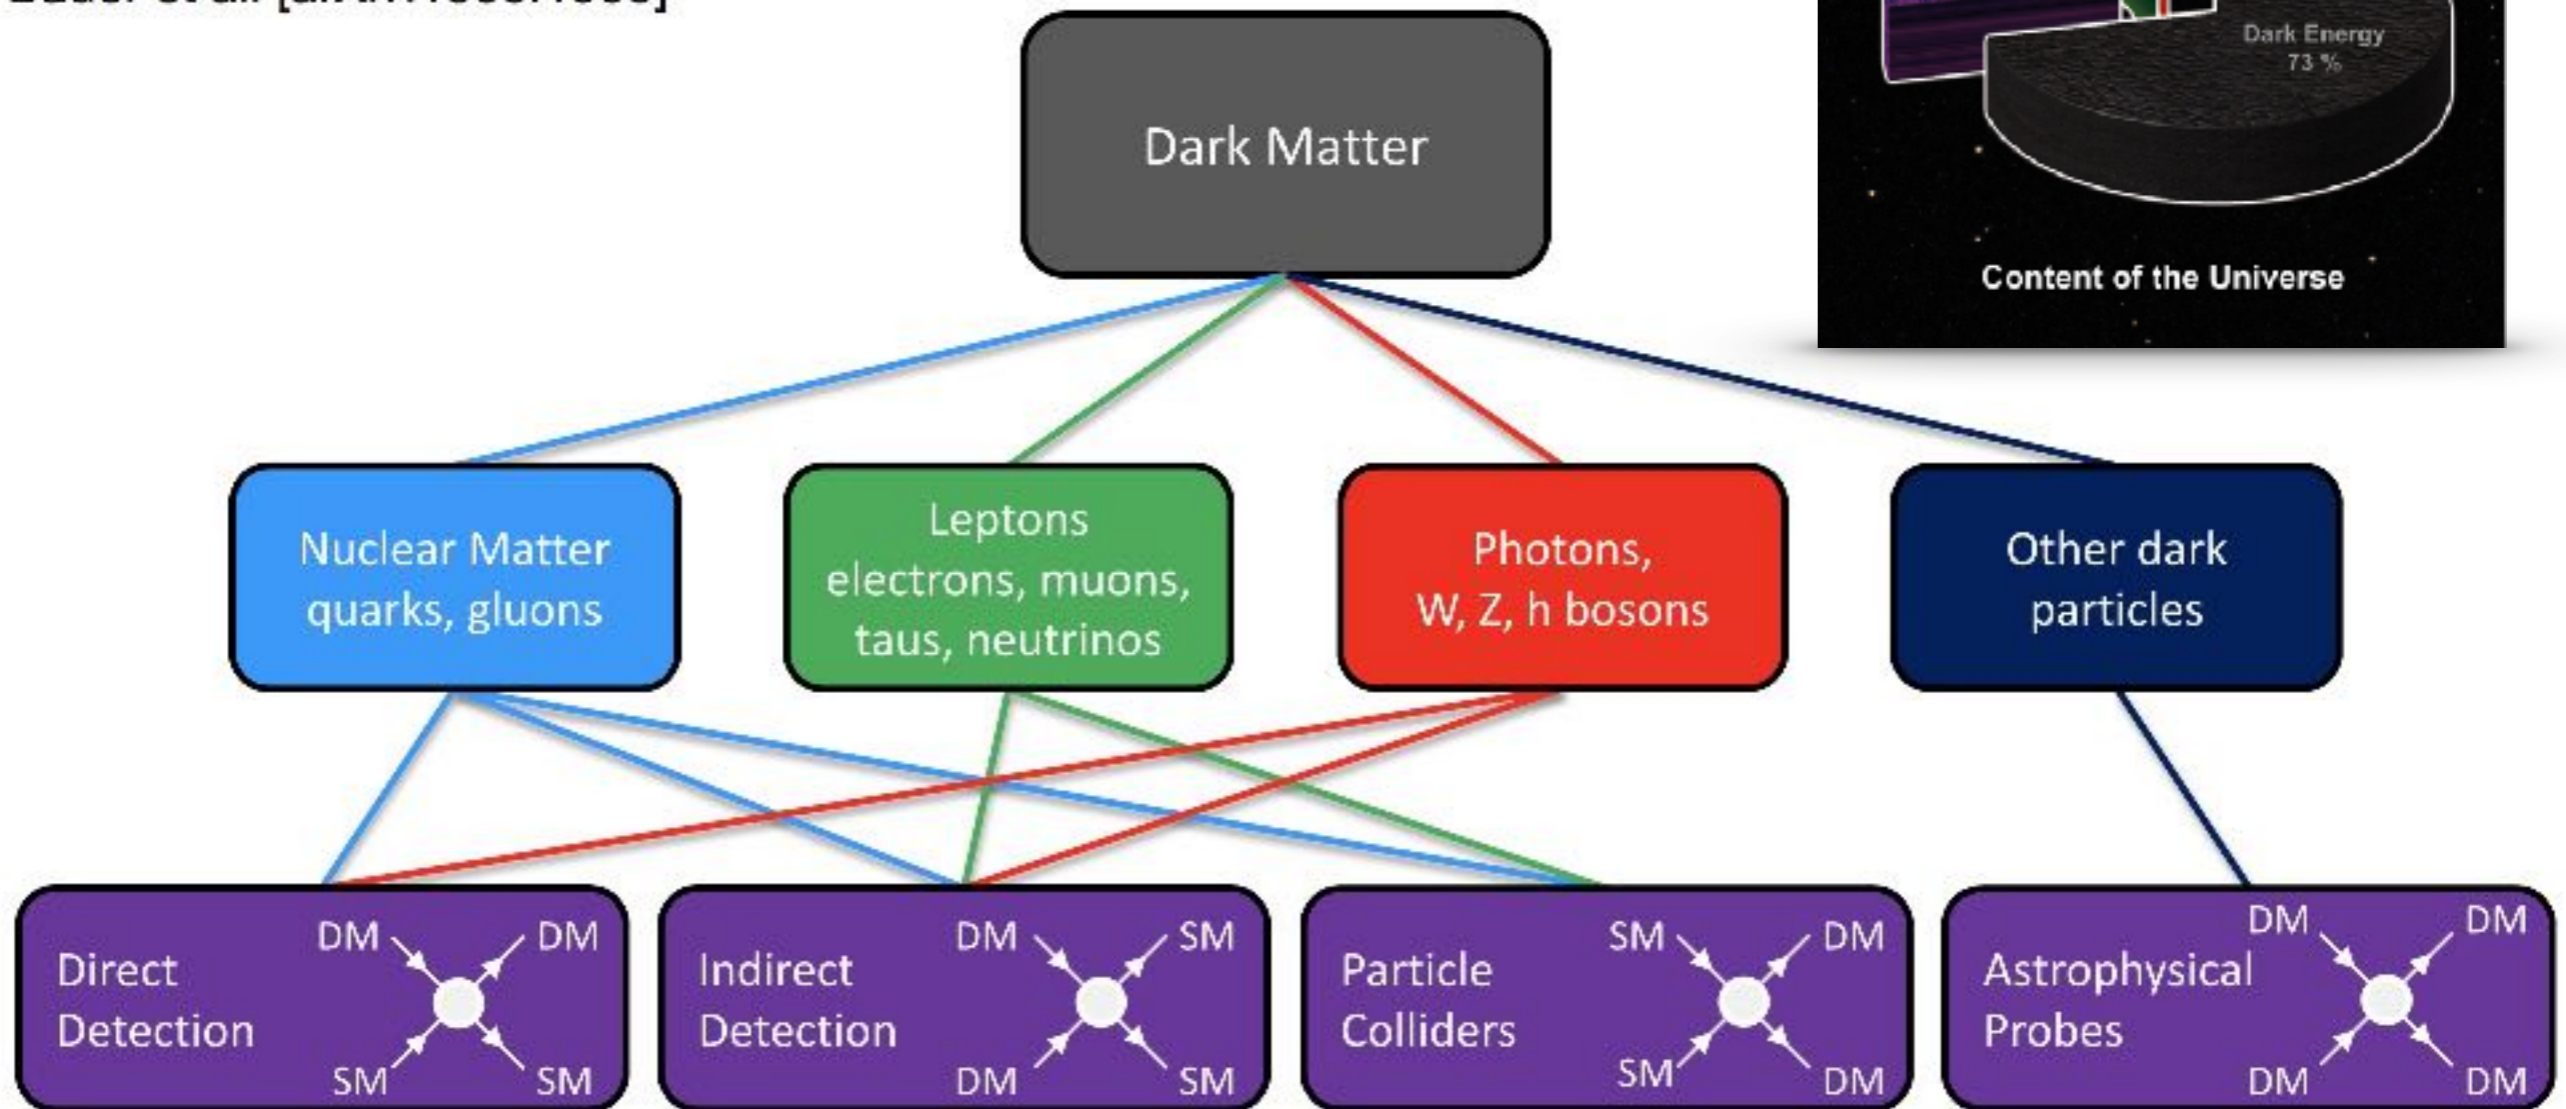 Dark Energy
73 %
Content of the Universe
Dark Matter
Nuclear Matter
quarks, gluons
Leptons
electrons, muons,
taus, neutrinos
Photons,
W, Z, h bosons
Other dark
particles
Direct
Detection
DM
DM
SM
SM
Indirect
Detection
DM
SM
DM
SM
Particle
Colliders
SM
DM
SM
DM
Astrophysical
Probes
DM
DM
DM
DM